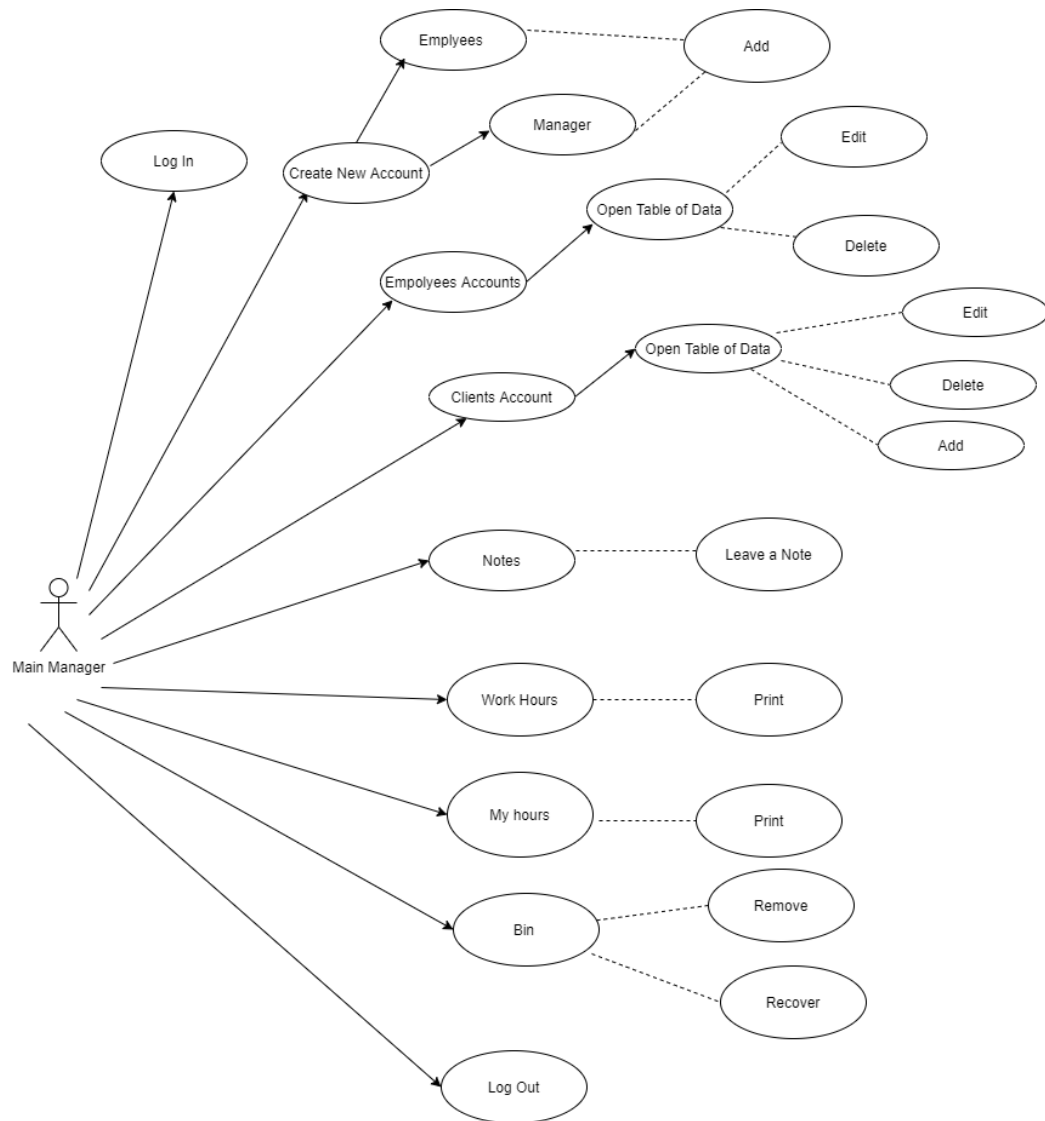 Emplyees
Add
Manager
Edit
Log In
Create New Account
Open Table of Data
Delete
Empolyees Accounts
Edit
Open Table of Data
Delete
Clients Account
Add
Notes
Leave a Note
Main Manager
Work Hours
Print
My hours
Print
Remove
Bin
Recover
Log Out